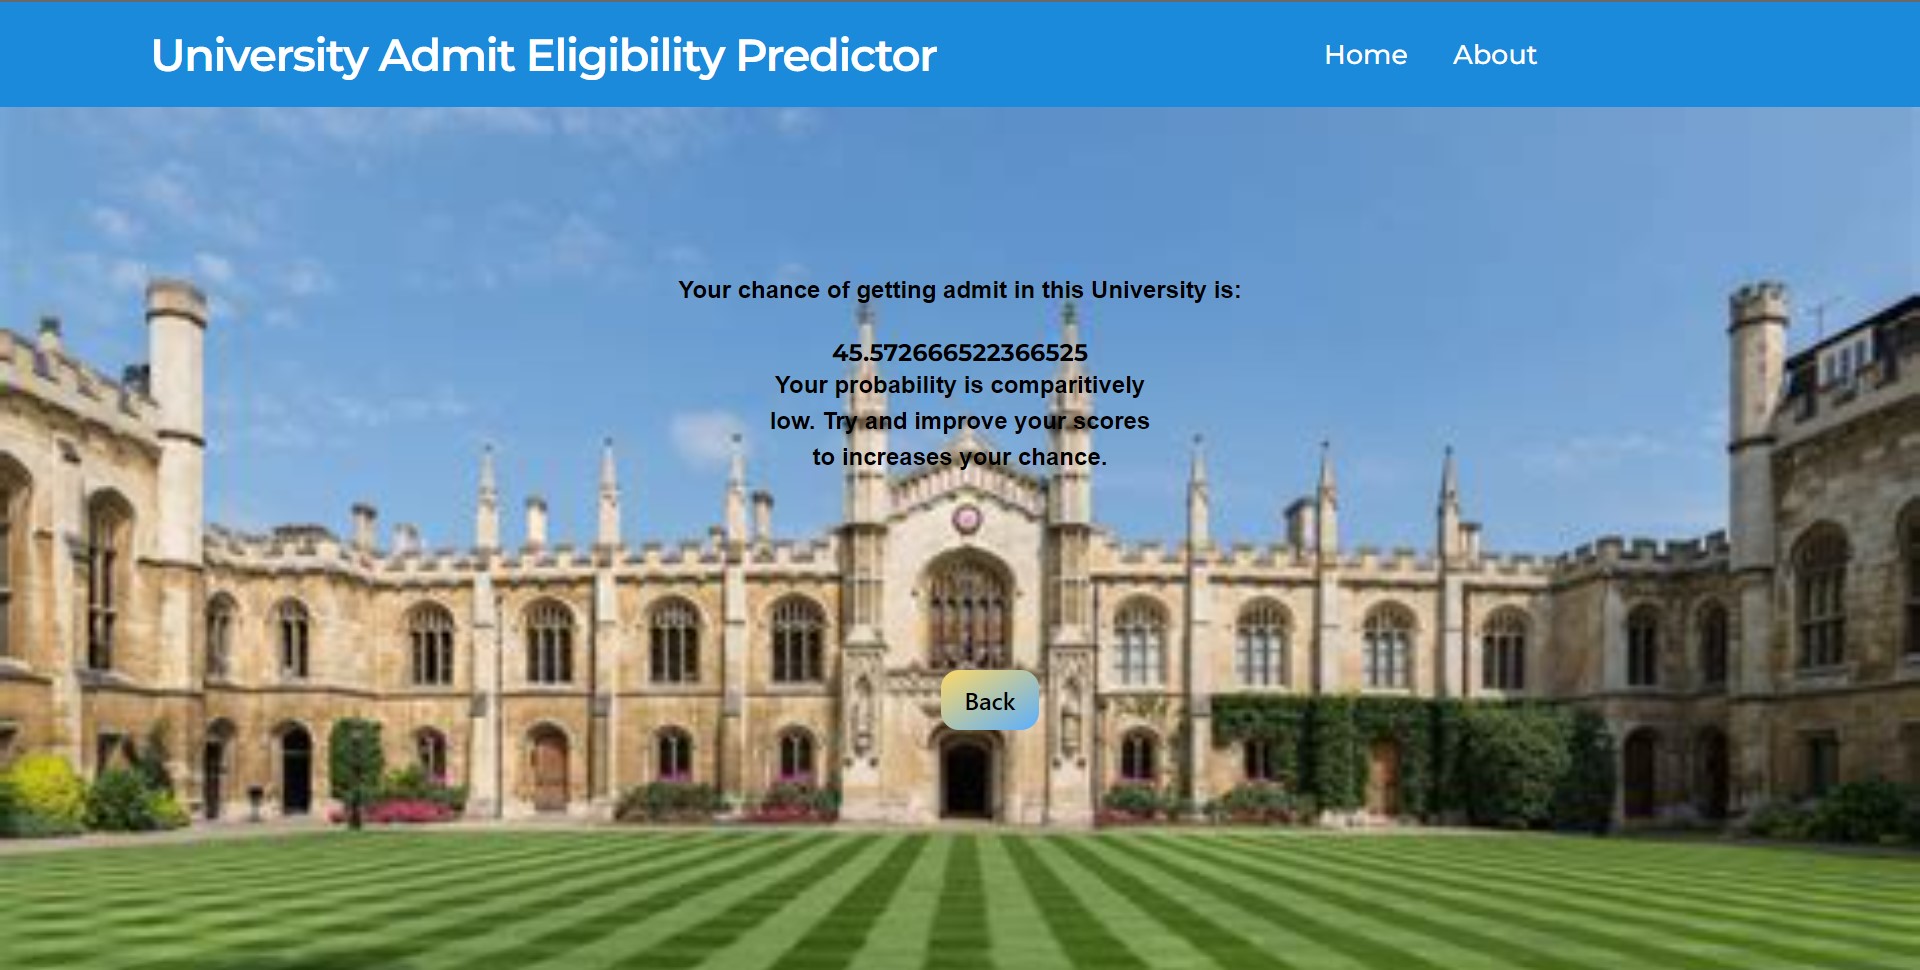 University Admit Eligibility Predictor
Home About
Your chance of getting admit in this University is:
45.572666522366525
Your probability is comparitively
low. Try and improve your scores
to increases your chance.
Back